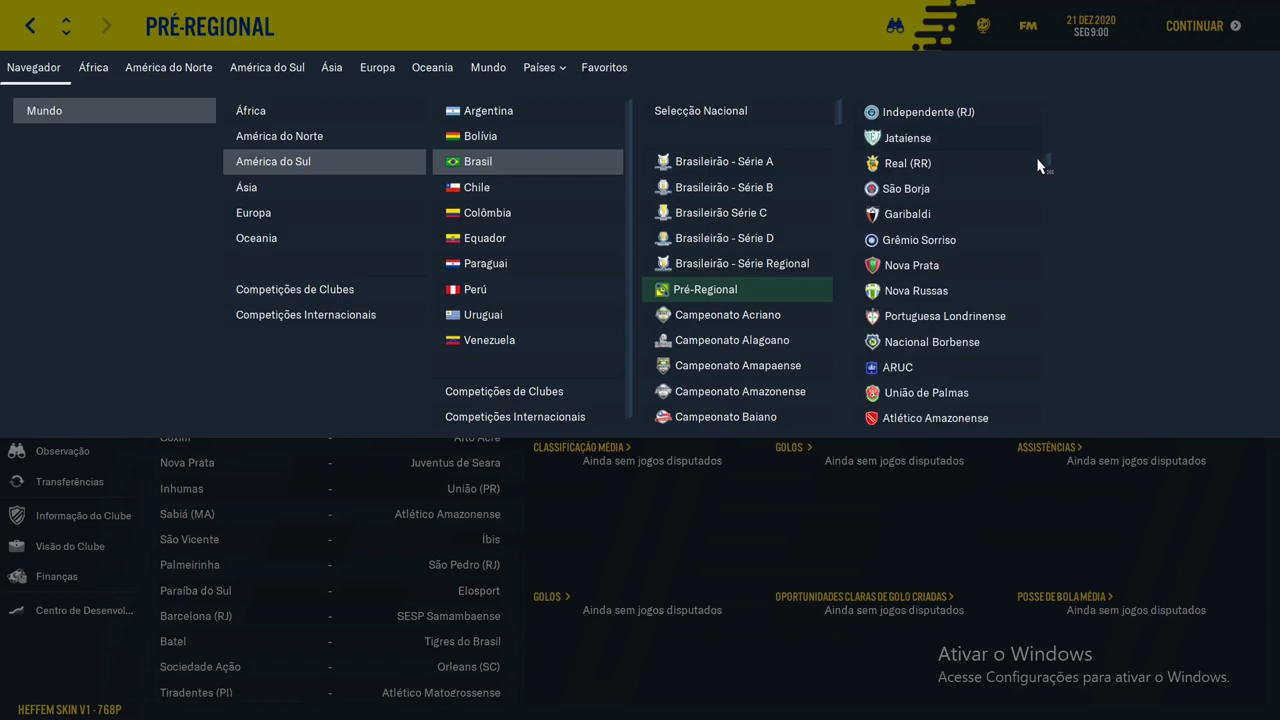 PRÉ-REGIONAL
FM
21 DEZ 2020
SEG 9:00
CONTINUAR
Navegador
África
América do Norte
América do Sul
Ásia
Europa
Oceania
Mundo
Países
Favoritos
Mundo
África
América do Norte
América do Sul
Ásia
Europa
Oceania
Competições de Clubes
Competições Internacionais
Argentina
Bolívia
Brasil
Chile
Colômbia
Equador
Paraguai
Perú
Uruguai
Venezuela
Competições de Clubes
Competições Internacionais
Selecção Nacional
Brasileirão - Série A
Brasileirão - Série B
Brasileirão Série C
Brasileirão - Série D
Brasileirão - Série Regional
Pré-Regional
Campeonato Acriano
Campeonato Alagoano
Campeonato Amapaense
Campeonato Amazonense
Campeonato Baiano
Independente (RJ)
Jataiense
Real (RR)
São Borja
Garibaldi
Grêmio Sorriso
Nova Prata
Nova Russas
Portuguesa Londrinense
Nacional Borbense
ARUC
União de Palmas
Atlético Amazonense
Observação
Transferências
Informação do Clube
Visão do Clube
Finanças
Centro de Desenvol...
Coxim - Alto Acre
Nova Prata - Juventus de Seara
Inhumas - União (PR)
Sabiá (MA) - Atlético Amazonense
São Vicente - Íbis
Palmeirinha - São Pedro (RJ)
Paraíba do Sul - Elosport
Barcelona (RJ) - SESP Samambaense
Batel - Tigres do Brasil
Sociedade Ação - Orleans (SC)
Tiradentes (PI) - Atlético Matogrossense
CLASSIFICAÇÃO MÉDIA >
Ainda sem jogos disputados
GOLOS >
Ainda sem jogos disputados
ASSISTÊNCIAS >
Ainda sem jogos disputados
GOLOS >
Ainda sem jogos disputados
OPORTUNIDADES CLARAS DE GOLO CRIADAS >
Ainda sem jogos disputados
POSSE DE BOLA MÉDIA >
Ainda sem jogos disputados
Ativar o Windows
Acesse Configurações para ativar o Windows.
HEFFEM SKIN V1 - 768P